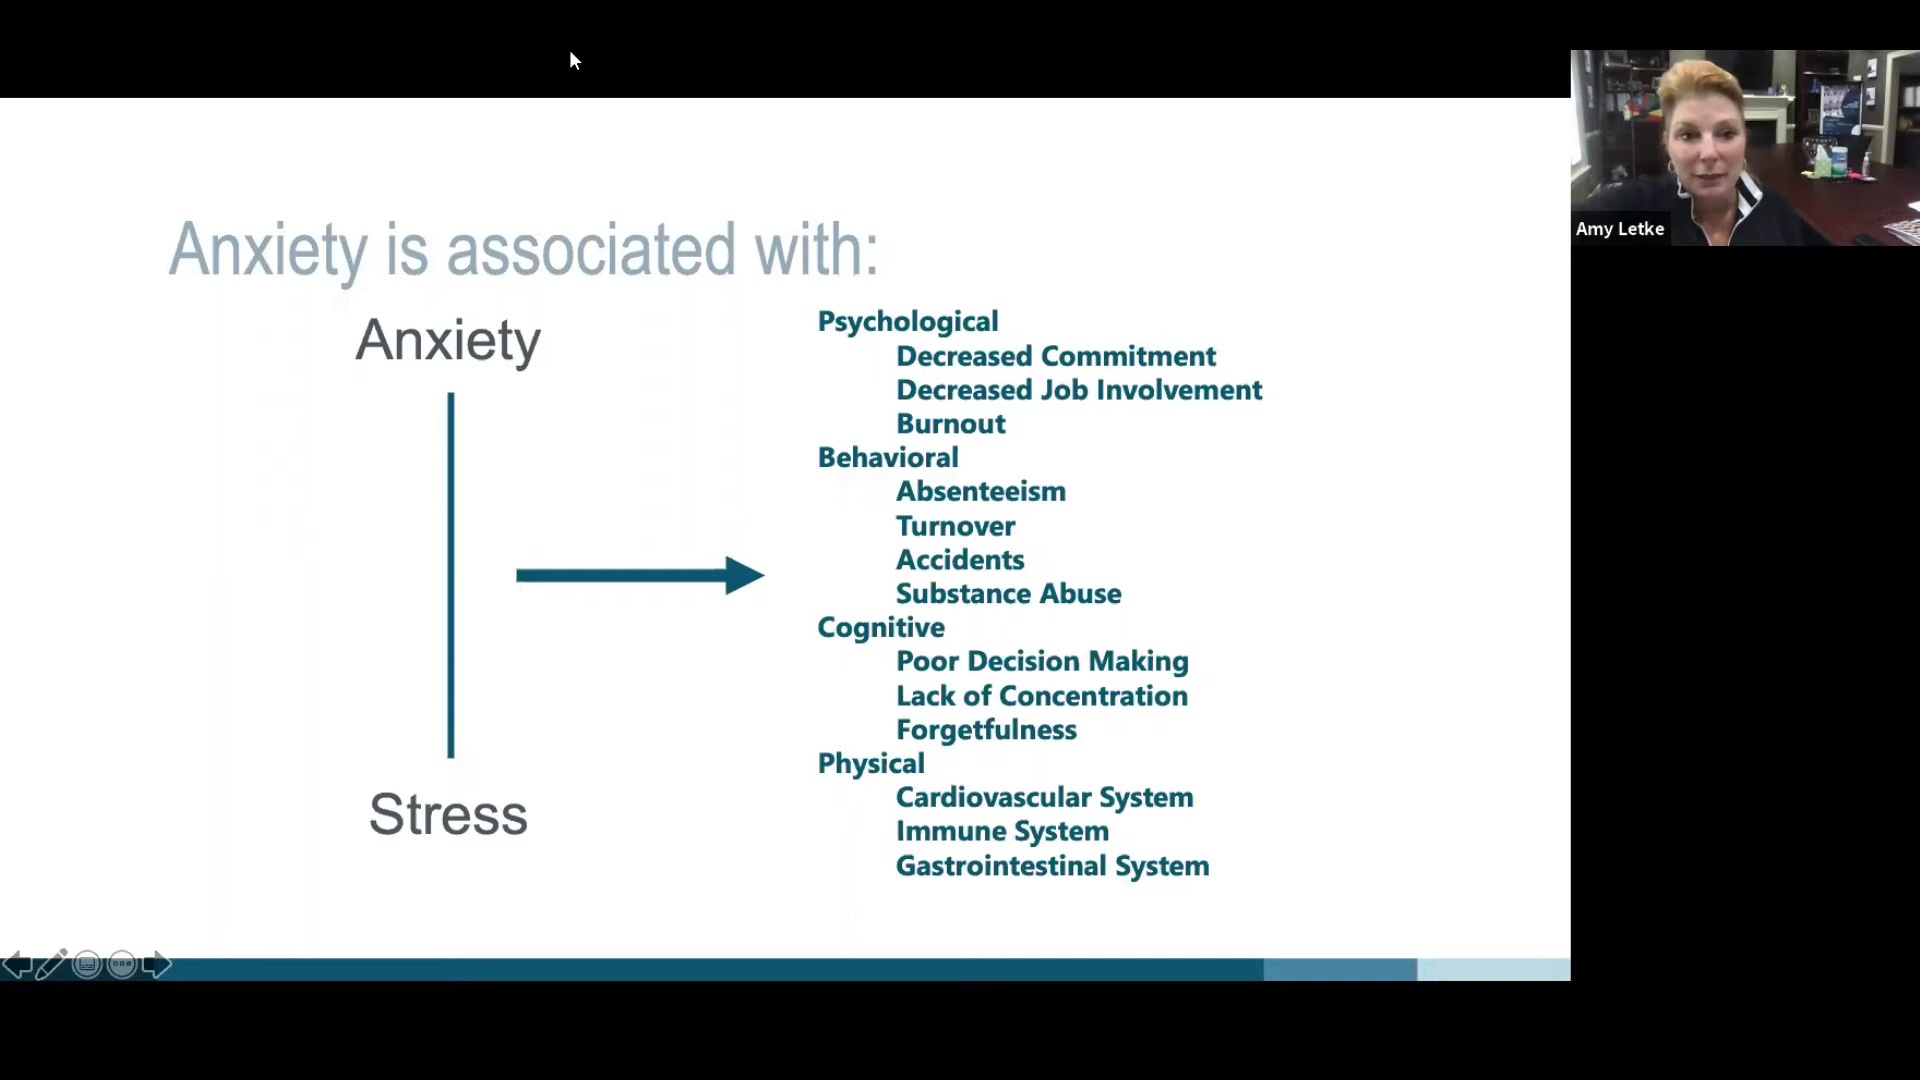 Anxiety is associated with:
Anxiety
Stress
Psychological
Decreased Commitment
Decreased Job Involvement
Burnout
Behavioral
Absenteeism
Turnover
Accidents
Substance Abuse
Cognitive
Poor Decision Making
Lack of Concentration
Forgetfulness
Physical
Cardiovascular System
Immune System
Gastrointestinal System
Amy Letke